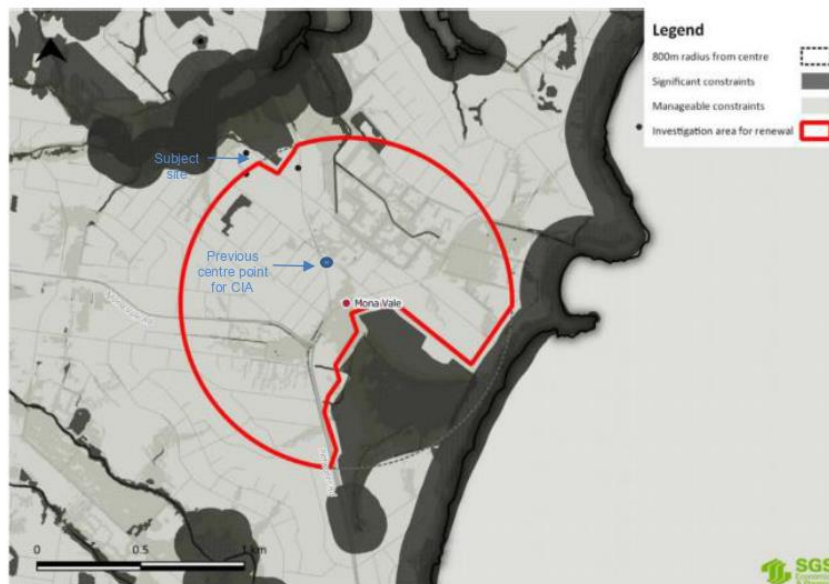 Legend
800m radius from centre
Significant constraints
Manageable constraints
Investigation area for renewal
Subject
site
Previous
centre point
for CIA
Mona Vale
0
0.5
1 km
SGS